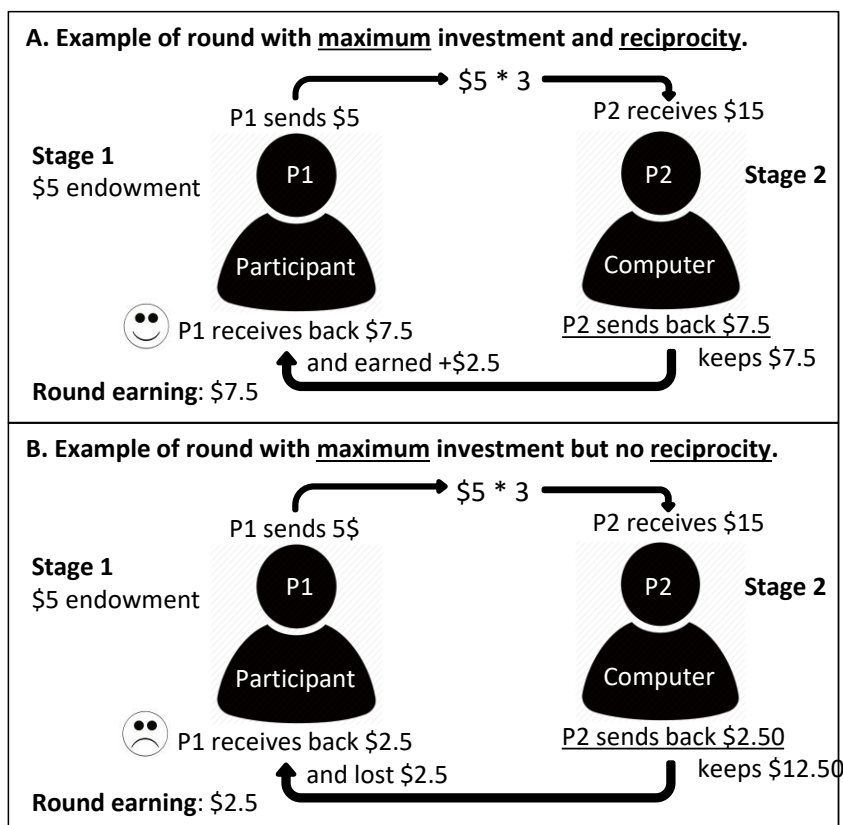 A. Example of round with maximum investment and reciprocity.
$5 * 3
P1 sends $5
P2 receives $15
Stage 1
$5 endowment
P1
P2
Stage 2
Participant
Computer
P1 receives back $7.5
and earned +$2.5
P2 sends back $7.5
keeps $7.5
Round earning: $7.5
B. Example of round with maximum investment but no reciprocity.
$5 * 3
P1 sends 5$
P2 receives $15
Stage 1
$5 endowment
P1
P2
Stage 2
Participant
Computer
P1 receives back $2.5
and lost $2.5
P2 sends back $2.50
keeps $12.50
Round earning: $2.5